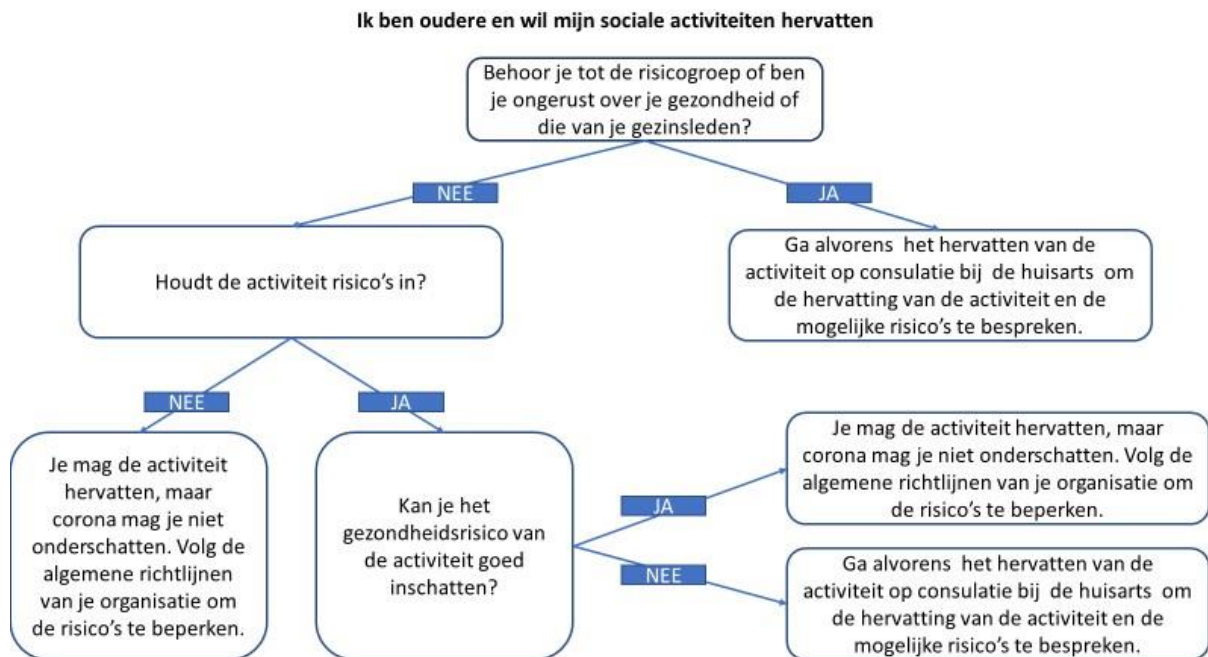 Ik ben oudere en wil mijn sociale activiteiten hervatten
Behoor je tot de risicogroep of ben
je ongerust over je gezondheid of
die van je gezinsleden?
NEE
JA
Houdt de activiteit risico's in?
Ga alvorens het hervatten van de
activiteit op consulatie bij de huisarts om
de hervatting van de activiteit en de
mogelijke risico's te bespreken.
NEE
JA
Je mag de activiteit
hervatten, maar
corona mag je niet
onderschatten. Volg de
algemene richtlijnen
van je organisatie om
de risico's te beperken.
Kan je het
gezondheidsrisico van
de activiteit goed
inschatten?
JA
NEE
Je mag de activiteit hervatten, maar
corona mag je niet onderschatten. Volg de
algemene richtlijnen van je organisatie om
de risico's te beperken.
Ga alvorens het hervatten van de
activiteit op consulatie bij de huisarts om
de hervatting van de activiteit en de
mogelijke risico's te bespreken.